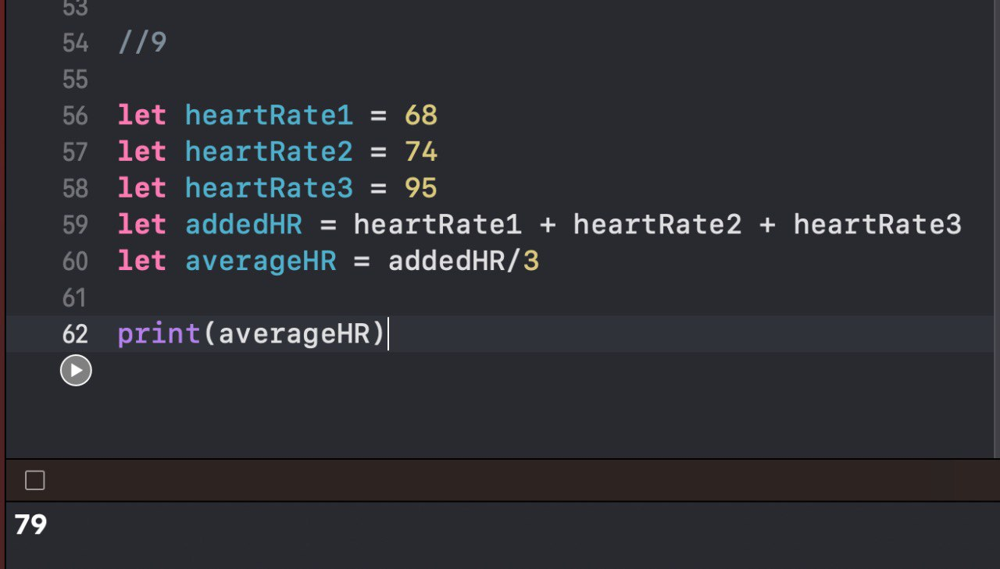 53
54 //9
55
56 let heartRate1 = 68
57 let heartRate2 = 74
58 let heartRate3 = 95
59 let addedHR = heartRate1 + heartRate2 + heartRate3
60 let averageHR = addedHR/3
61
62 print(averageHR)
79